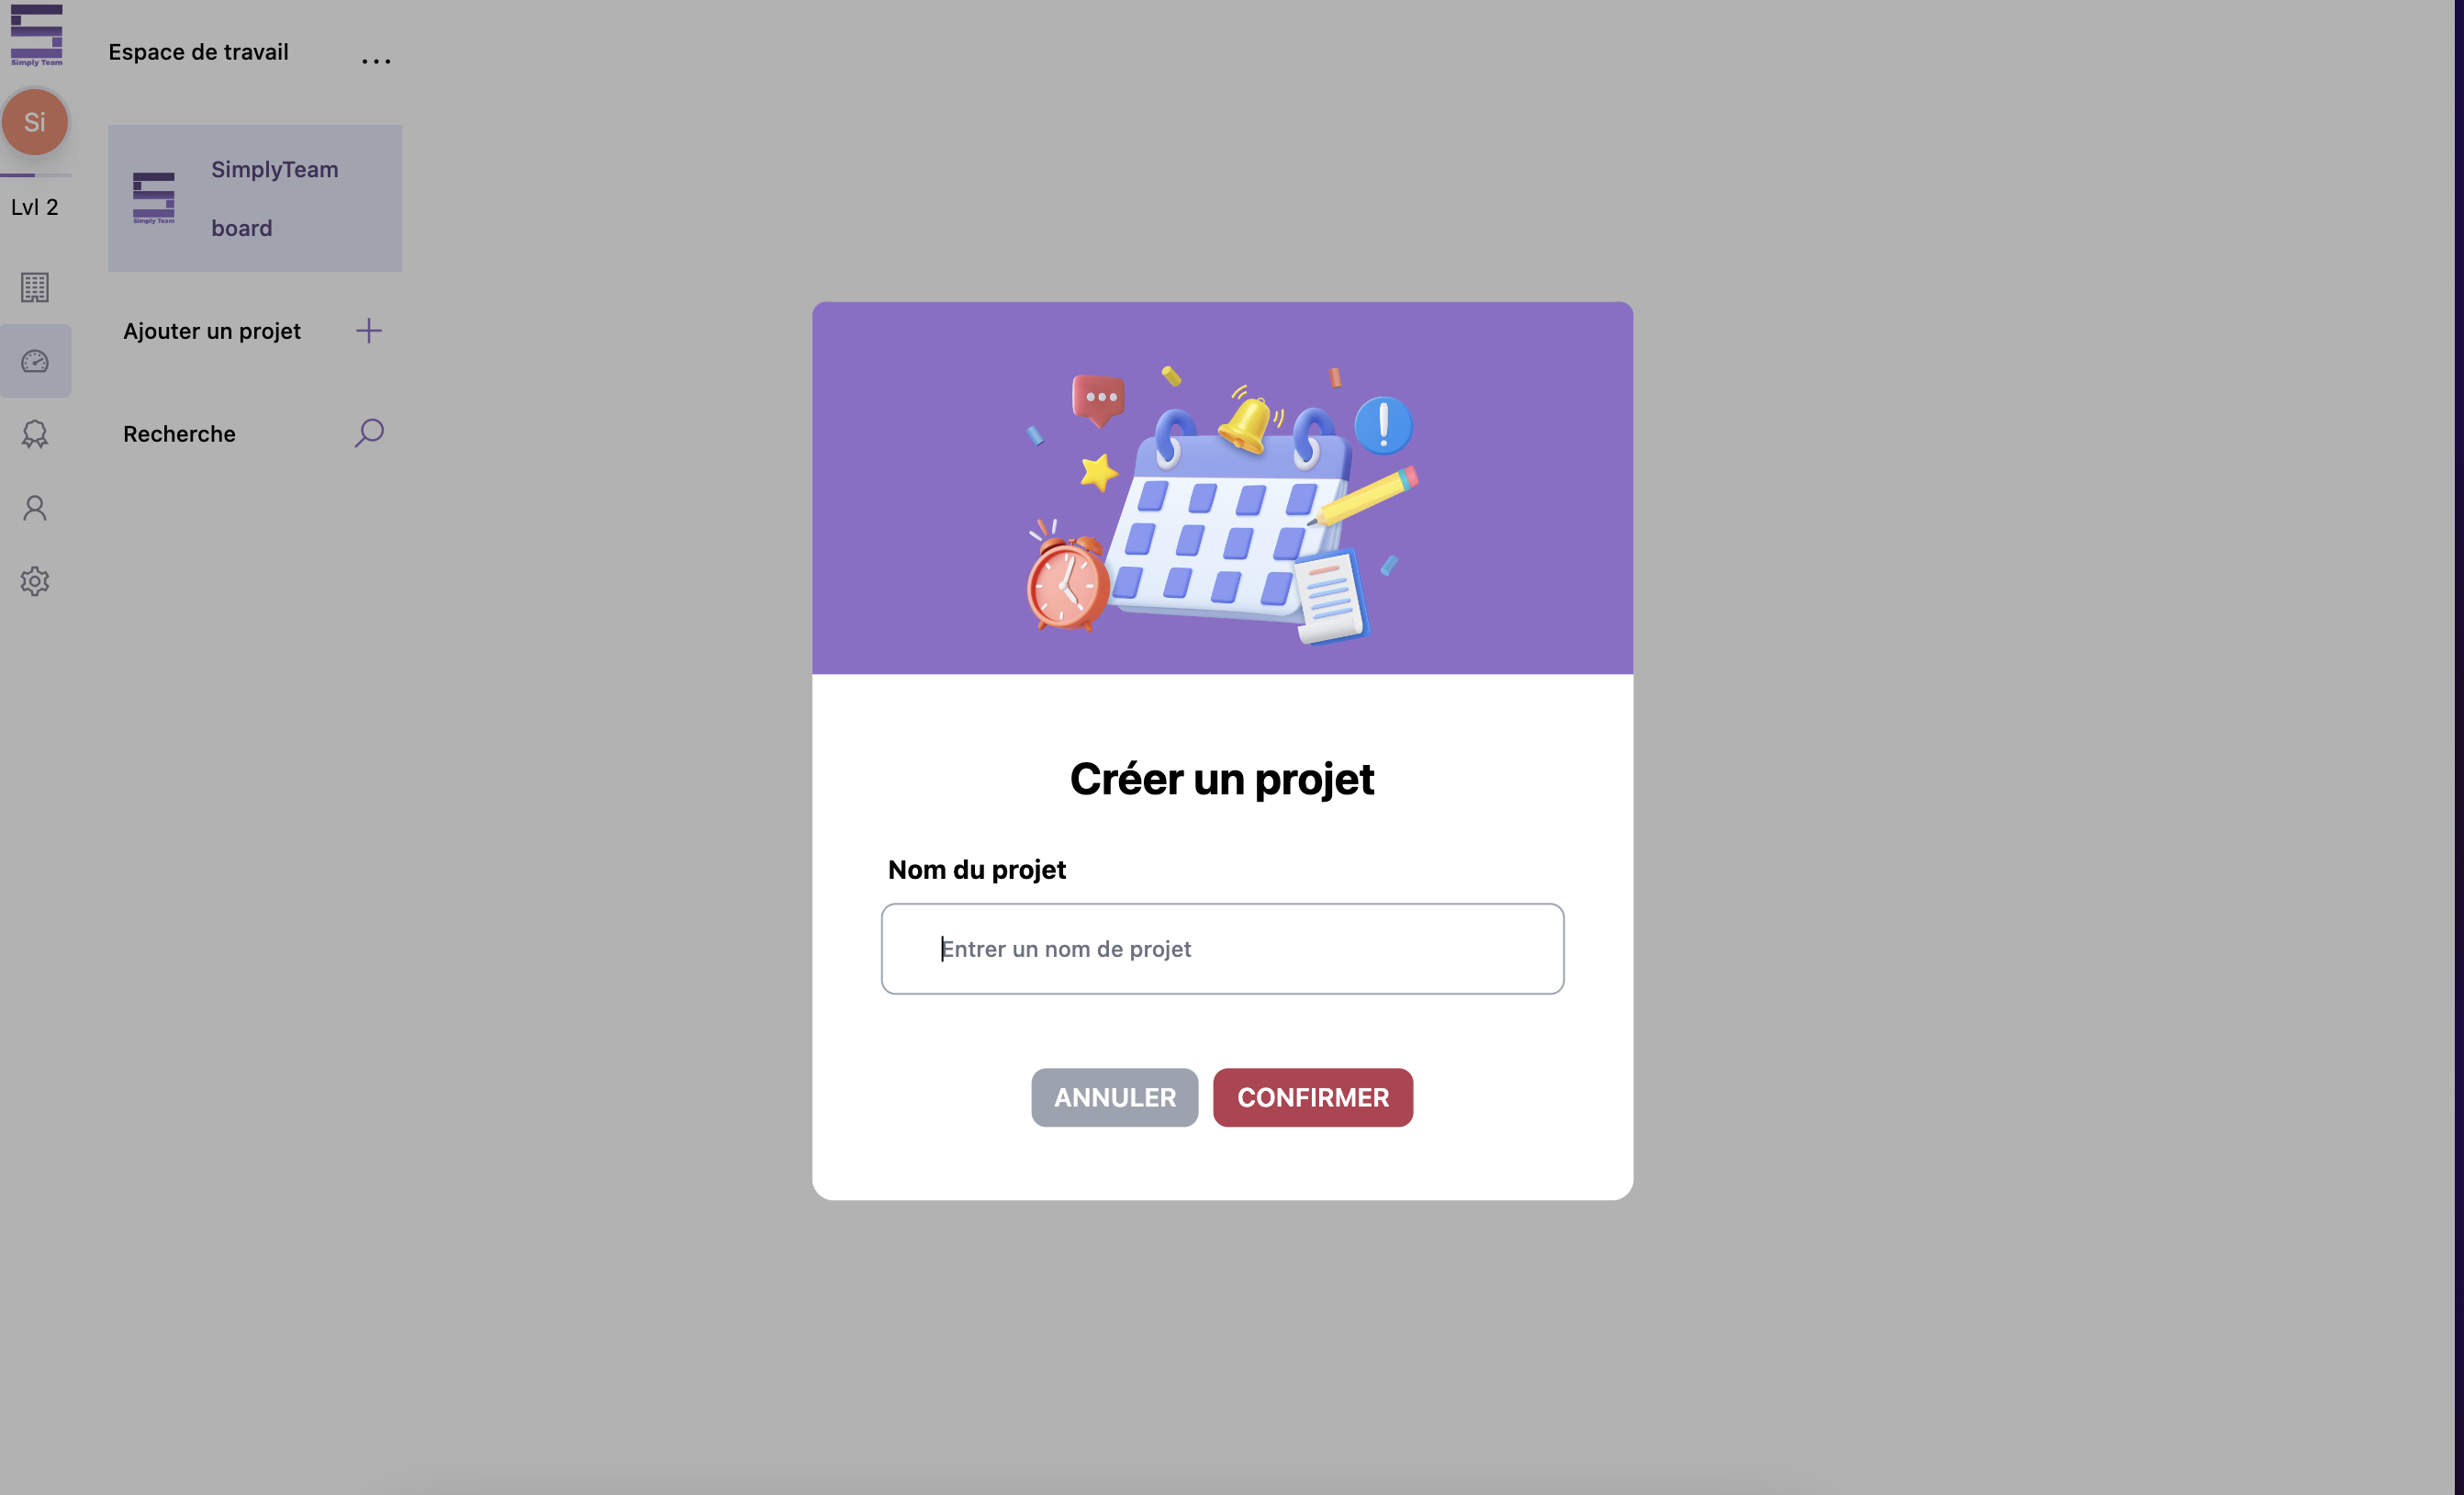 Simply Team
Espace de travail ...
Si
Lvl 2
Simply Team
SimplyTeam
board
Ajouter un projet
Recherche
Créer un projet
Nom du projet
Entrer un nom de projet
ANNULER CONFIRMER